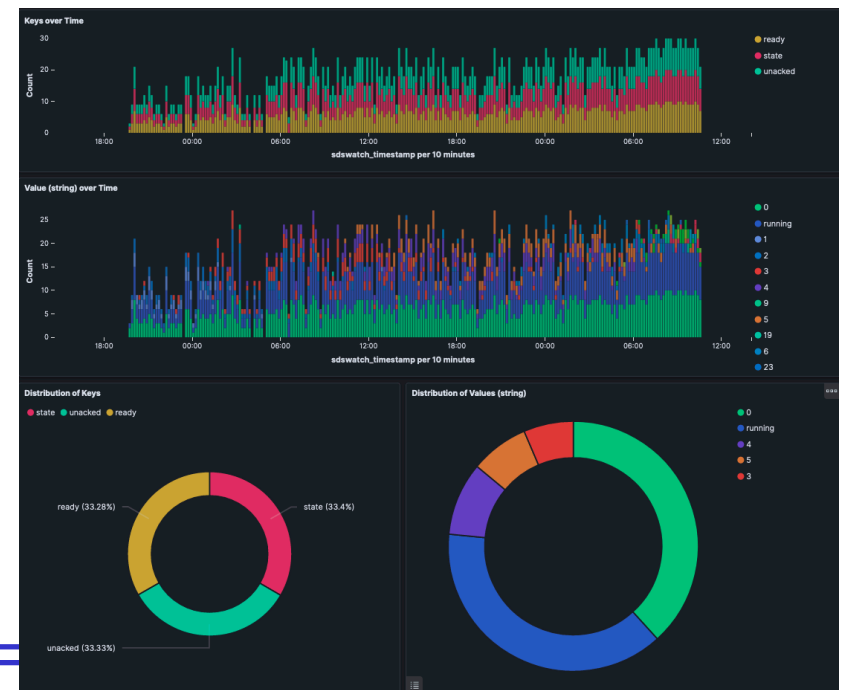 Keys over Time
30
20
10
0
Count
18:00 00:00 06:00 12:00 18:00 00:00 06:00 12:00
sdswatch_timestamp per 10 minutes
ready
state
unacked
Value (string) over Time
25
20
15
10
5
0
Count
18:00 00:00 06:00 12:00 18:00 00:00 06:00 12:00
sdswatch_timestamp per 10 minutes
0
running
1
2
3
4
9
5
19
6
23
Distribution of Keys
state unacked ready
ready (33.28%)
state (33.4%)
unacked (33.33%)
Distribution of Values (string)
0
running
4
5
3